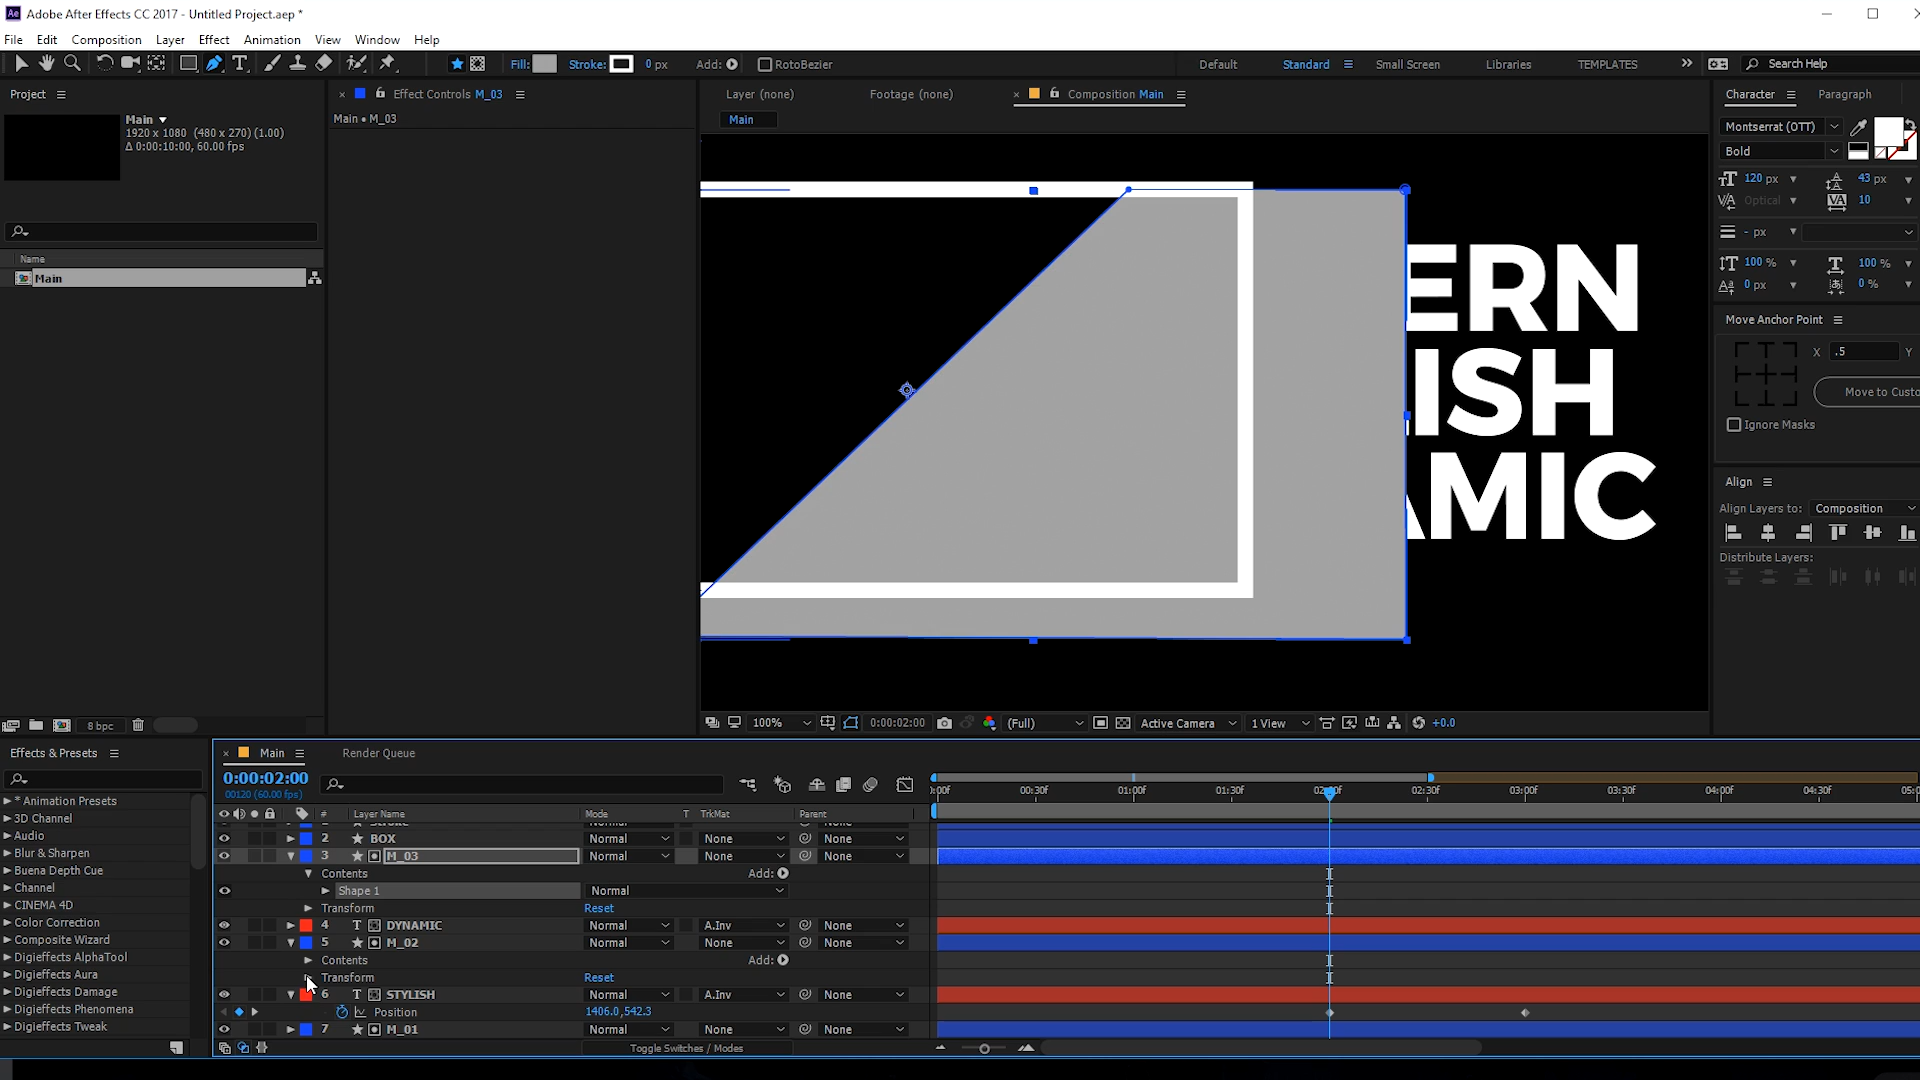 Adobe After Effects CC 2017 - Untitled Project.aep *
File Edit Composition Layer Effect Animation View Window Help
Fill: Stroke: 0 px Add: RotoBezier Default Standard Small Screen Libraries TEMPLATES Search Help
Project Effect Controls M_03 Layer (none) Footage (none) Composition Main Character Paragraph
Main
1920 x 1080 (480 x 270) (1.00)
Δ 0:00:10:00, 60.00 fps
Main • M_03
Main
Montserrat (OTT)
Bold
120 px 43 px
Optical 10
- px
100 % 100 %
0 px 0 %
Move Anchor Point
X .5 Y
Move to Custo
Ignore Masks
Align
Align Layers to: Composition
Distribute Layers:
Name
Main
ERN
ISH
AMIC
8 bpc
100% 0:00:02:00 (Full) Active Camera 1 View +0.0
Effects & Presets
* Animation Presets
3D Channel
Audio
Blur & Sharpen
Buena Depth Cue
Channel
CINEMA 4D
Color Correction
Composite Wizard
Digieffects AlphaTool
Digieffects Aura
Digieffects Damage
Digieffects Phenomena
Digieffects Tweak
Main Render Queue
0:00:02:00
00120 (60.00 fps)
:00f 00:30f 01:00f 01:30f 02:00f 02:30f 03:00f 03:30f 04:00f 04:30f 05:0
# Layer Name Mode T TrkMat Parent
2 BOX Normal None None
3 M_03 Normal None None
Contents Add:
Shape 1 Normal
Transform Reset
4 T DYNAMIC Normal A.Inv None
5 M_02 Normal None None
Contents Add:
Transform Reset
6 T STYLISH Normal A.Inv None
Position 1406.0,542.3
7 M_01 Normal None None
Toggle Switches / Modes